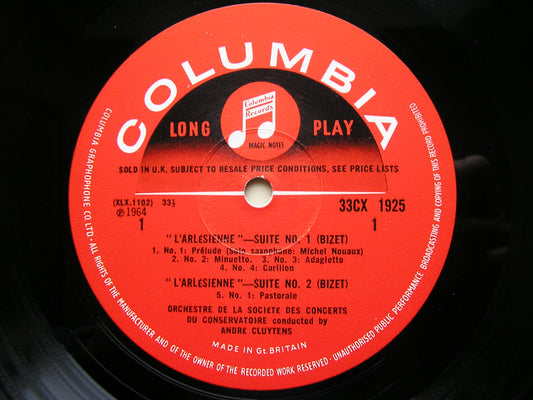 COLUMBIA
Columbia
Records
LONG PLAY
MAGIC NOTES
SOLD IN U.K. SUBJECT TO RESALE PRICE CONDITIONS, SEE PRICE LISTS
(XLX.1102) 33⅓
℗1964
1
33CX 1925
1
"L'ARLÉSIENNE"—SUITE NO. 1 (BIZET)
1. No. 1: Prélude (Solo saxophone: Michel Nouaux)
2. No. 2: Minuetto. 3. No. 3: Adagietto
4. No. 4: Carillon
"L'ARLESIENNE"—SUITE NO. 2 (BIZET)
5. No. 1: Pastorale
ORCHESTRE DE LA SOCIÉTÉ DES CONCERTS
DU CONSERVATOIRE conducted by
ANDRÉ CLUYTENS
MADE IN GT. BRITAIN
COLUMBIA GRAPHOPHONE CO. LTD. · ALL RIGHTS OF THE MANUFACTURER AND OF THE OWNER OF THE RECORDED WORK RESERVED · UNAUTHORISED PUBLIC PERFORMANCE BROADCASTING AND COPYING OF THIS RECORD PROHIBITED